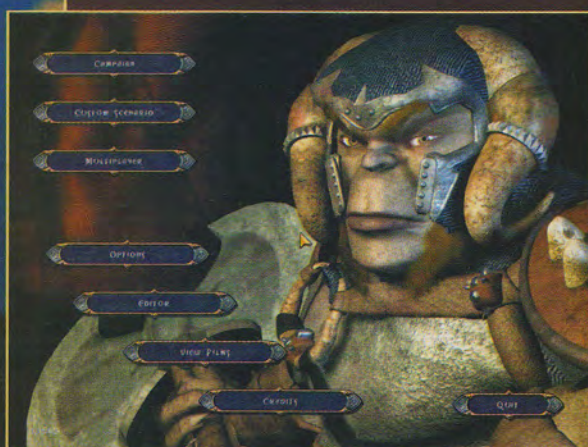 Campaign
Custom Scenario
Multiplayer
Options
Editor
View Films
Credits
Quit